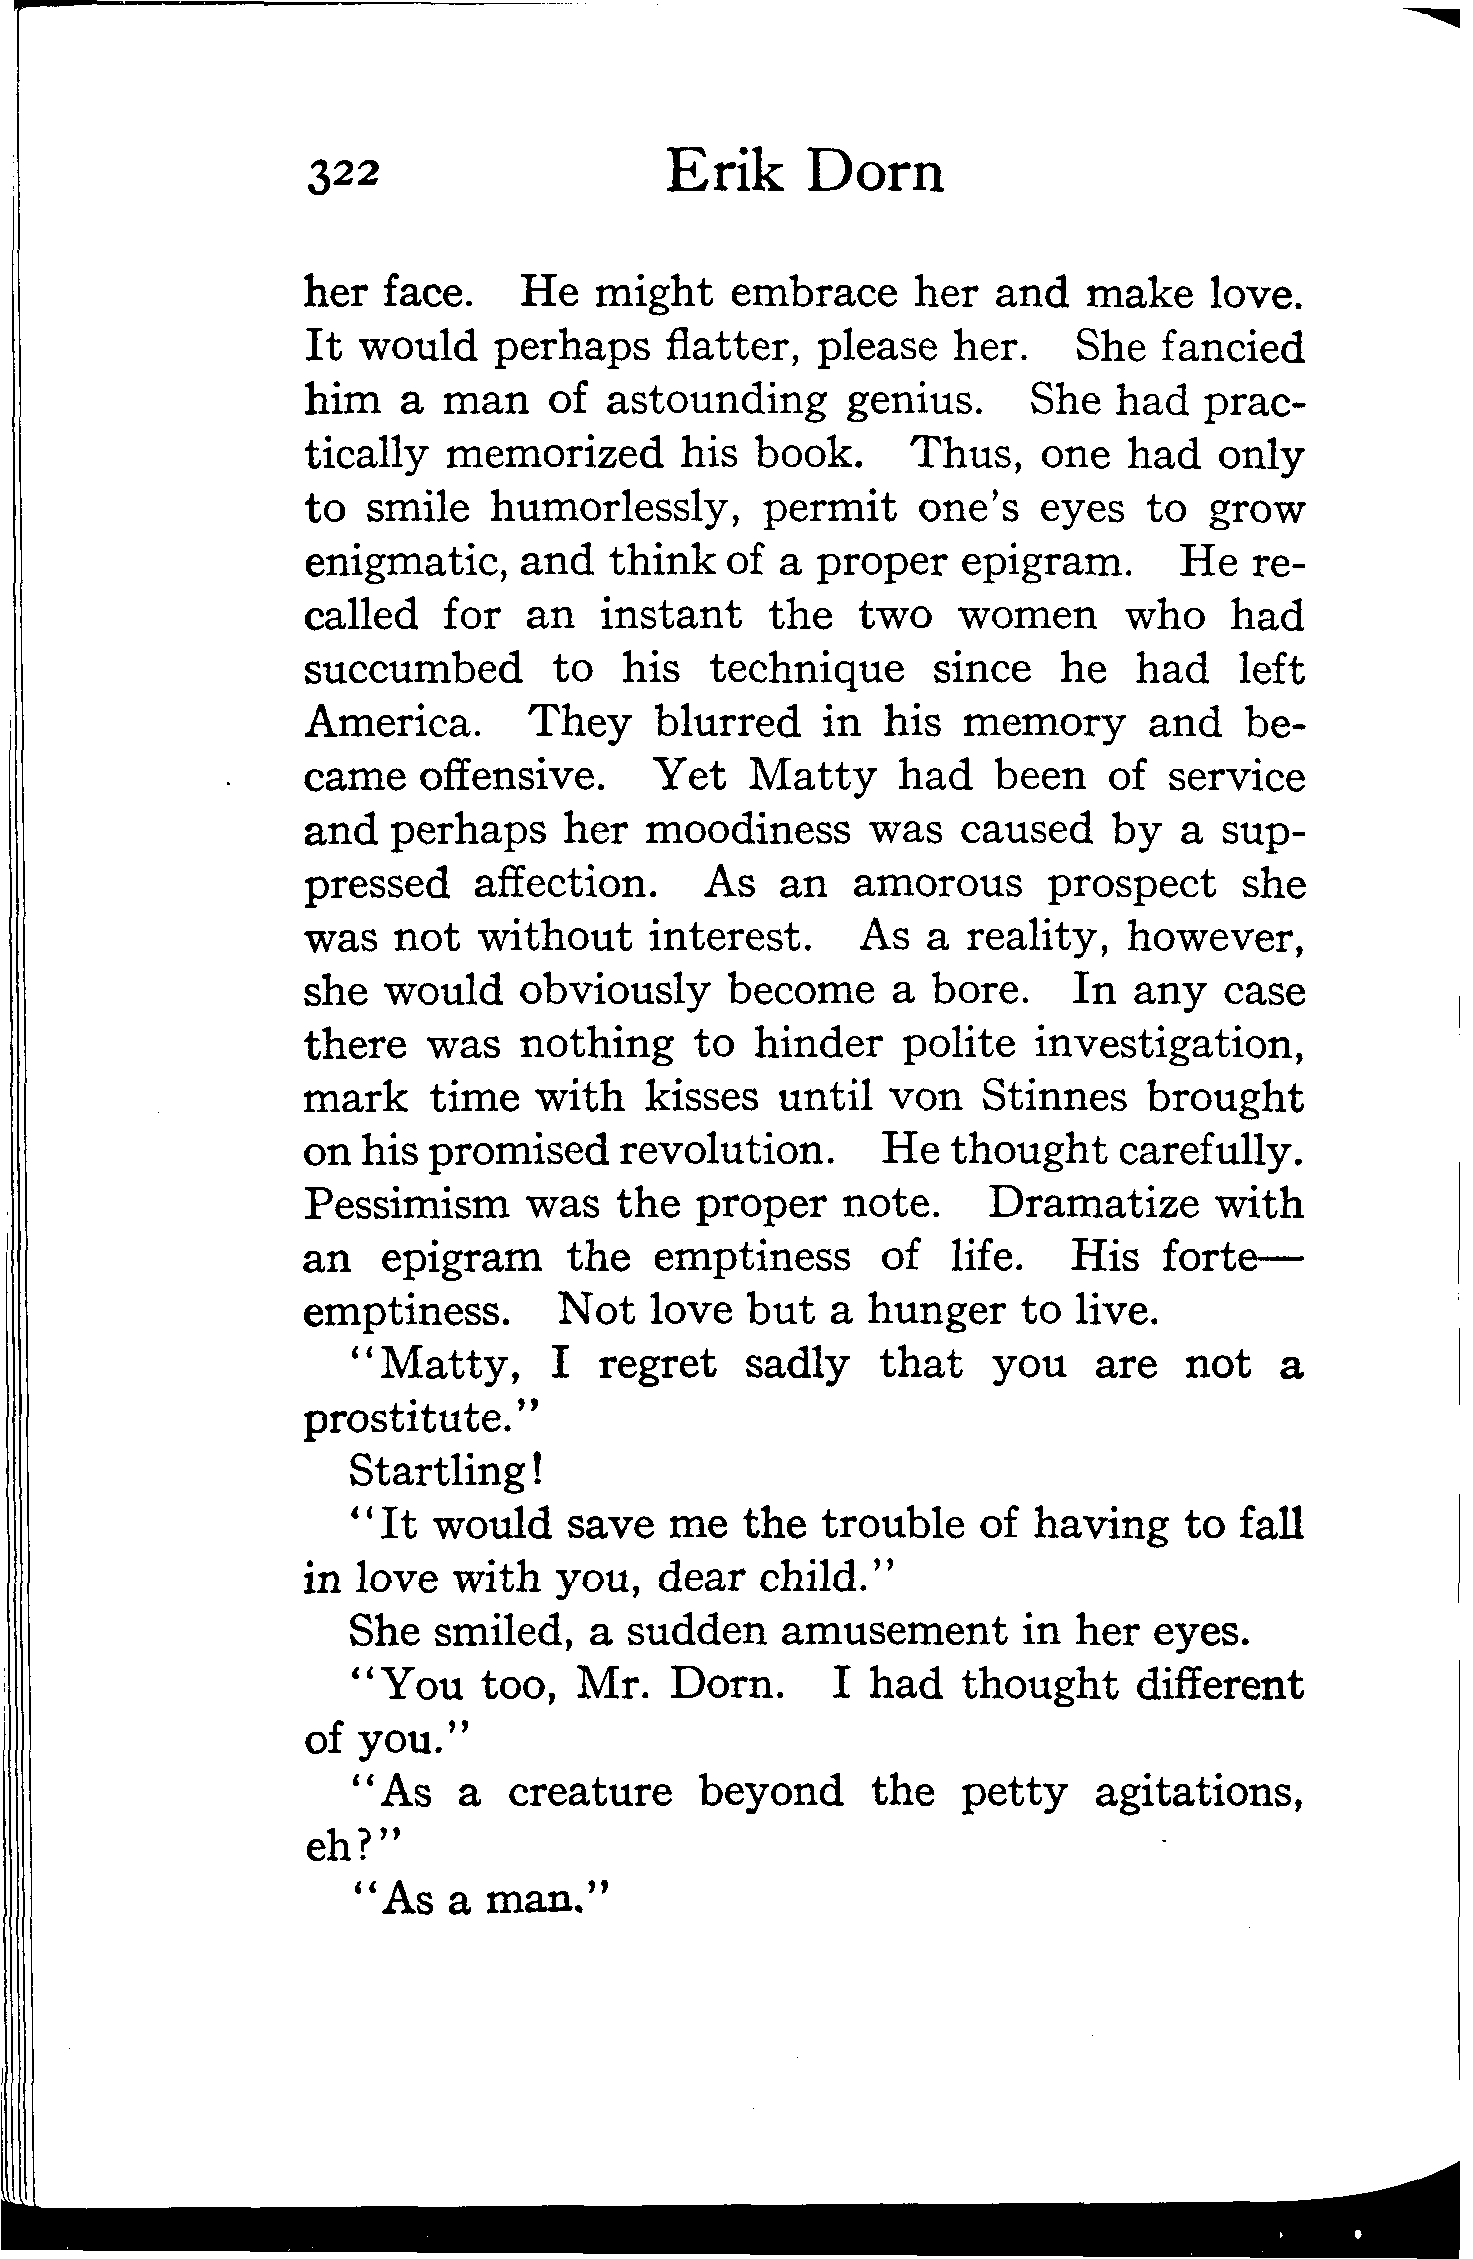 322 Erik Dorn
her face. He might embrace her and make love.
It would perhaps flatter, please her. She fancied
him a man of astounding genius. She had prac-
tically memorized his book. Thus, one had only
to smile humorlessly, permit one's eyes to grow
enigmatic, and think of a proper epigram. He re-
called for an instant the two women who had
succumbed to his technique since he had left
America. They blurred in his memory and be-
came offensive. Yet Matty had been of service
and perhaps her moodiness was caused by a sup-
pressed affection. As an amorous prospect she
was not without interest. As a reality, however,
she would obviously become a bore. In any case
there was nothing to hinder polite investigation,
mark time with kisses until von Stinnes brought
on his promised revolution. He thought carefully.
Pessimism was the proper note. Dramatize with
an epigram the emptiness of life. His forte—
emptiness. Not love but a hunger to live.
"Matty, I regret sadly that you are not a
prostitute."
Startling!
"It would save me the trouble of having to fall
in love with you, dear child."
She smiled, a sudden amusement in her eyes.
"You too, Mr. Dorn. I had thought different
of you."
"As a creature beyond the petty agitations,
eh?"
"As a man."